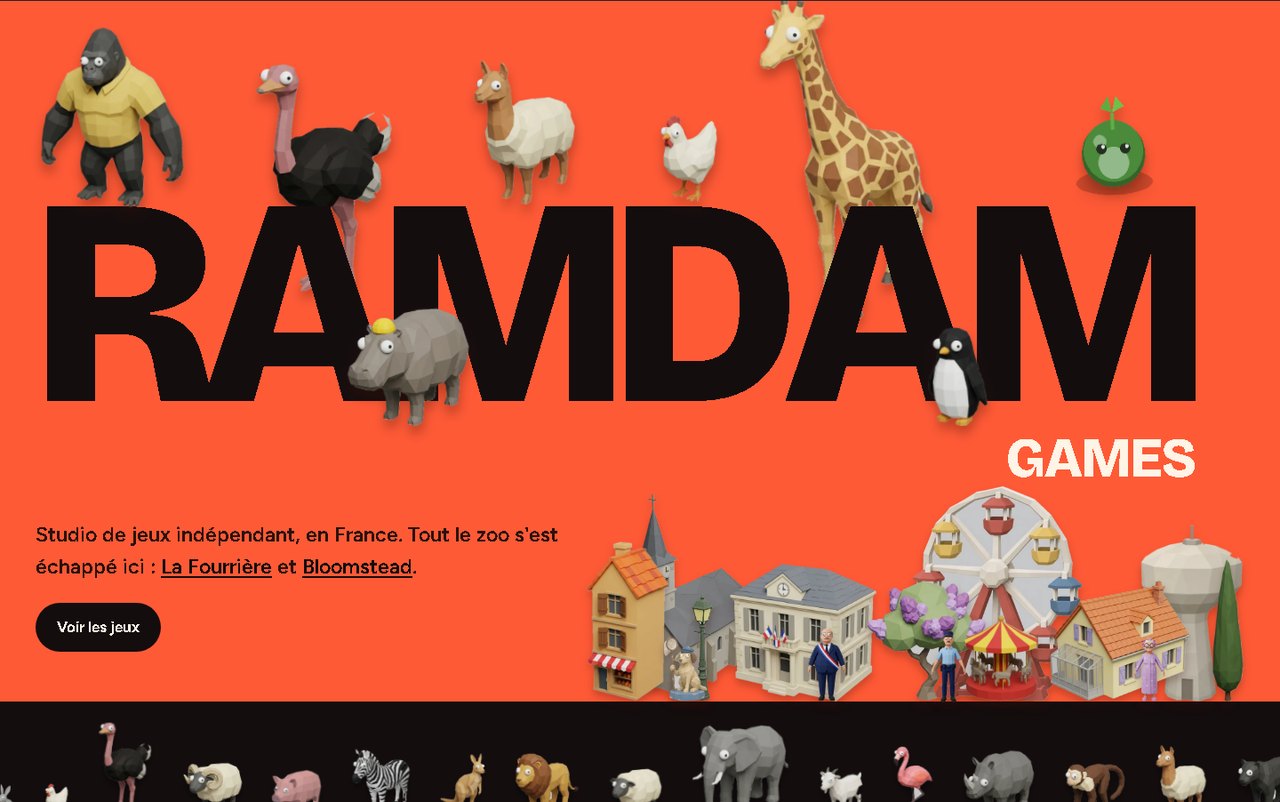 RAMDAM
GAMES
Studio de jeux indépendant, en France. Tout le zoo s'est
échappé ici : La Fourrière et Bloomstead.
Voir les jeux